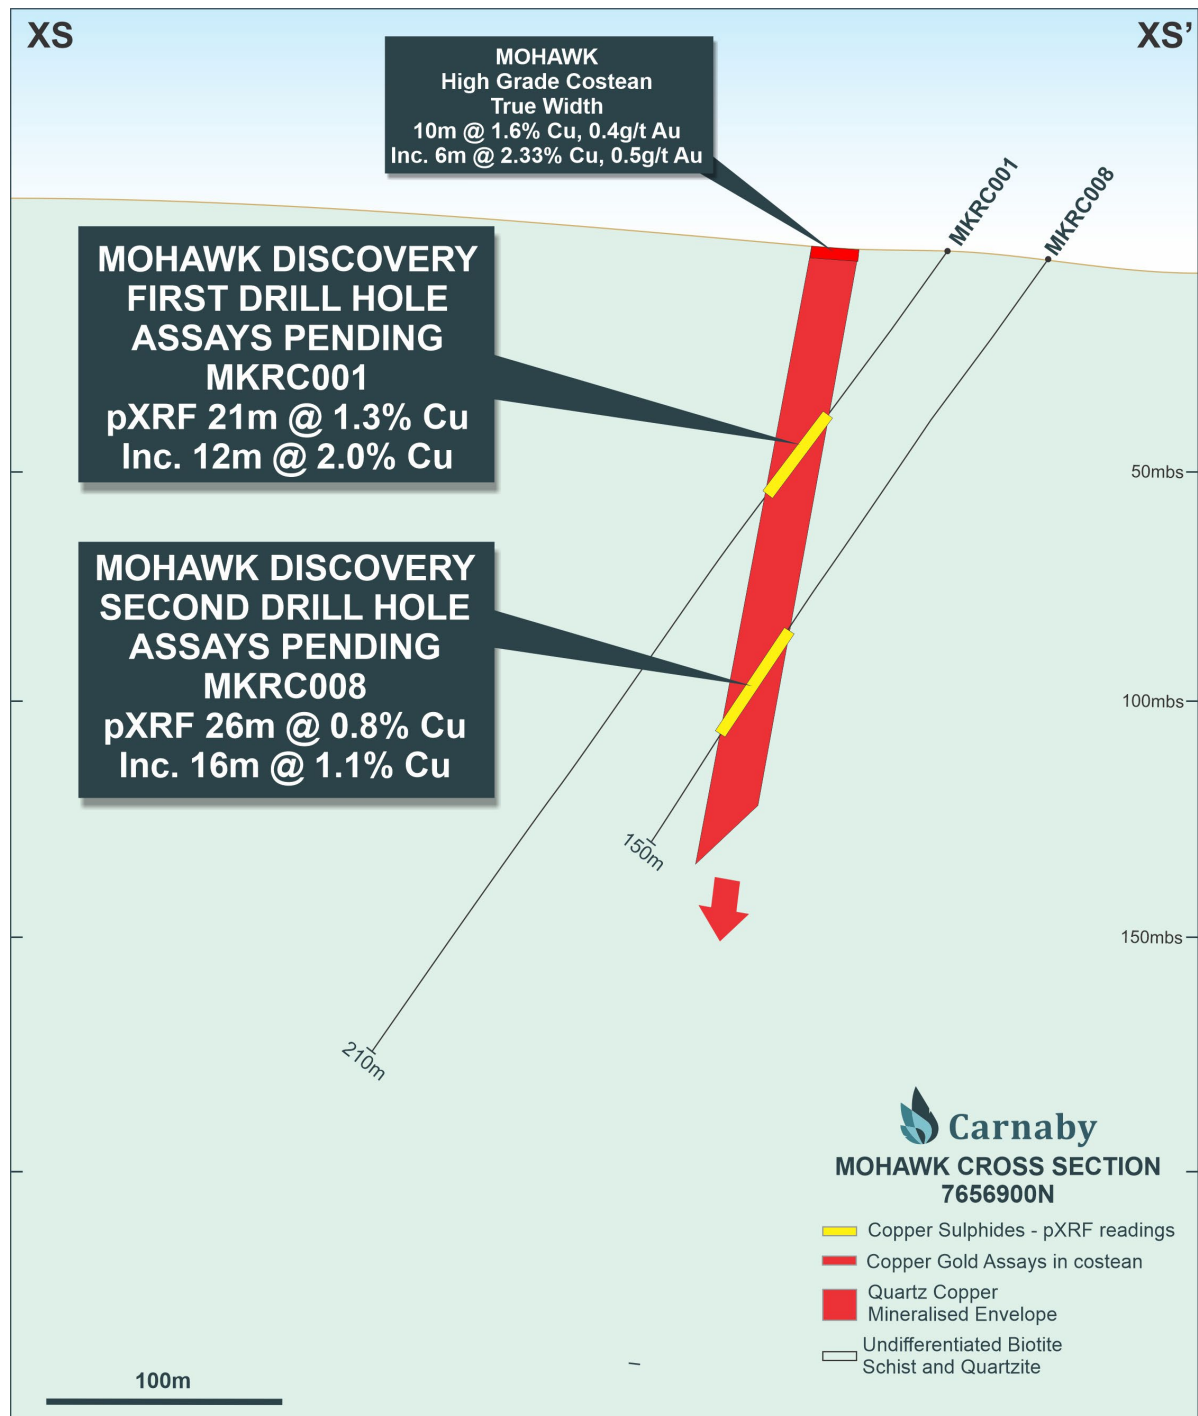 XS
XS'
MOHAWK
High Grade Costean
True Width
10m @ 1.6% Cu, 0.4g/t Au
Inc. 6m @ 2.33% Cu, 0.5g/t Au
MKRC001
MKRC008
MOHAWK DISCOVERY
FIRST DRILL HOLE
ASSAYS PENDING
MKRC001
pXRF 21m @ 1.3% Cu
Inc. 12m @ 2.0% Cu
50mbs
MOHAWK DISCOVERY
SECOND DRILL HOLE
ASSAYS PENDING
MKRC008
pXRF 26m @ 0.8% Cu
Inc. 16m @ 1.1% Cu
100mbs
150m
150mbs
210m
Carnaby
MOHAWK CROSS SECTION
7656900N
Copper Sulphides - pXRF readings
Copper Gold Assays in costean
Quartz Copper
Mineralised Envelope
Undifferentiated Biotite
Schist and Quartzite
100m